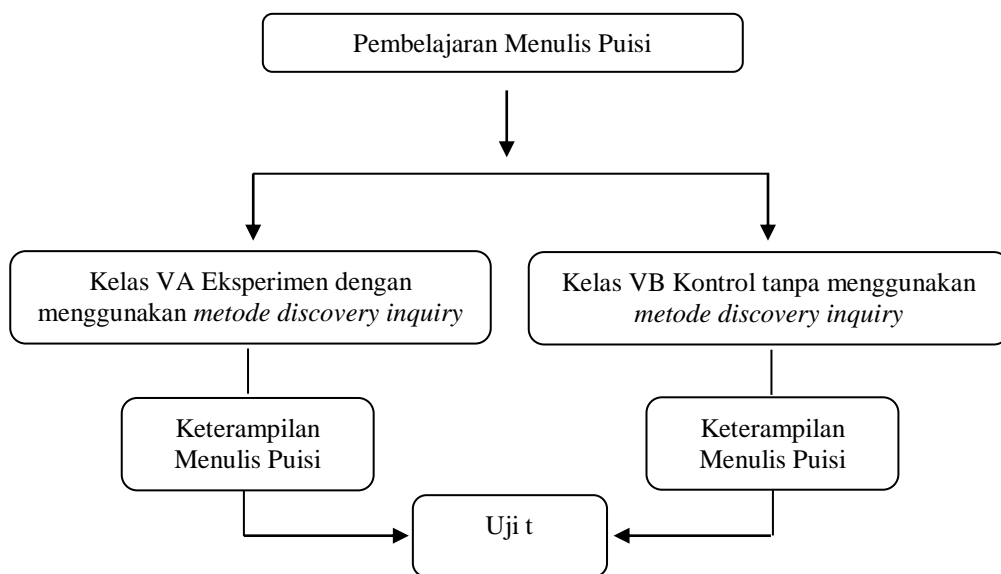 Pembelajaran Menulis Puisi
Kelas VA Eksperimen dengan
menggunakan metode discovery inquiry
Kelas VB Kontrol tanpa menggunakan
metode discovery inquiry
Keterampilan
Menulis Puisi
Keterampilan
Menulis Puisi
Uji t